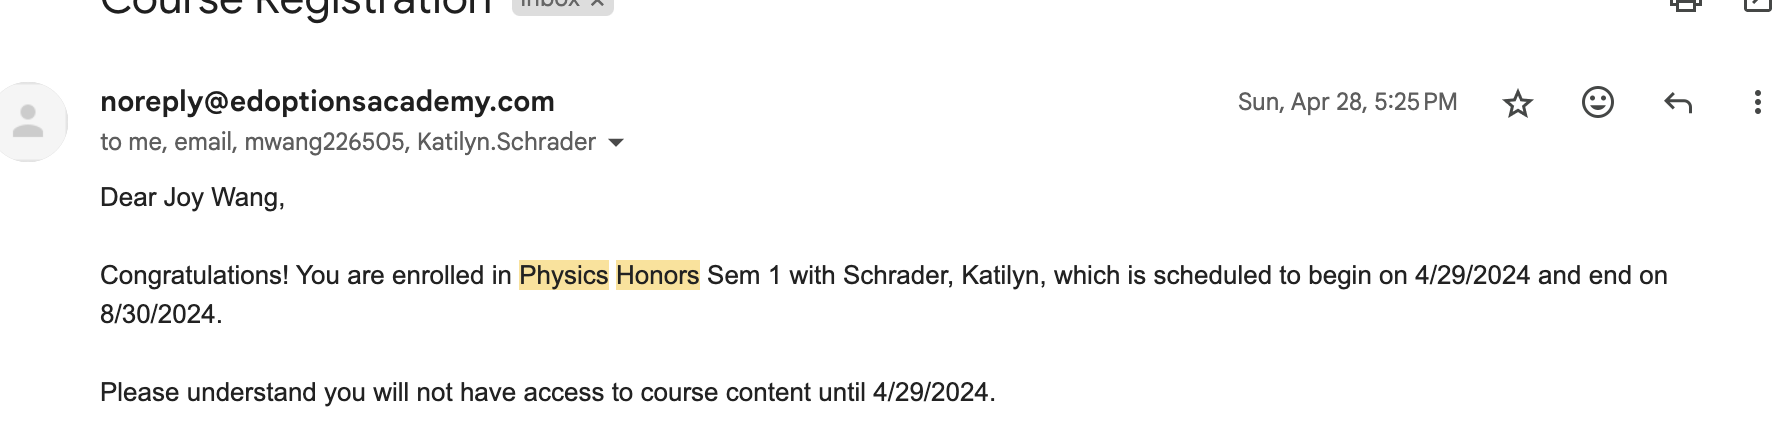 Course Registration Inbox ×
noreply@edoptionsacademy.com Sun, Apr 28, 5:25 PM
to me, email, mwang226505, Katilyn.Schrader
Dear Joy Wang,
Congratulations! You are enrolled in Physics Honors Sem 1 with Schrader, Katilyn, which is scheduled to begin on 4/29/2024 and end on
8/30/2024.
Please understand you will not have access to course content until 4/29/2024.